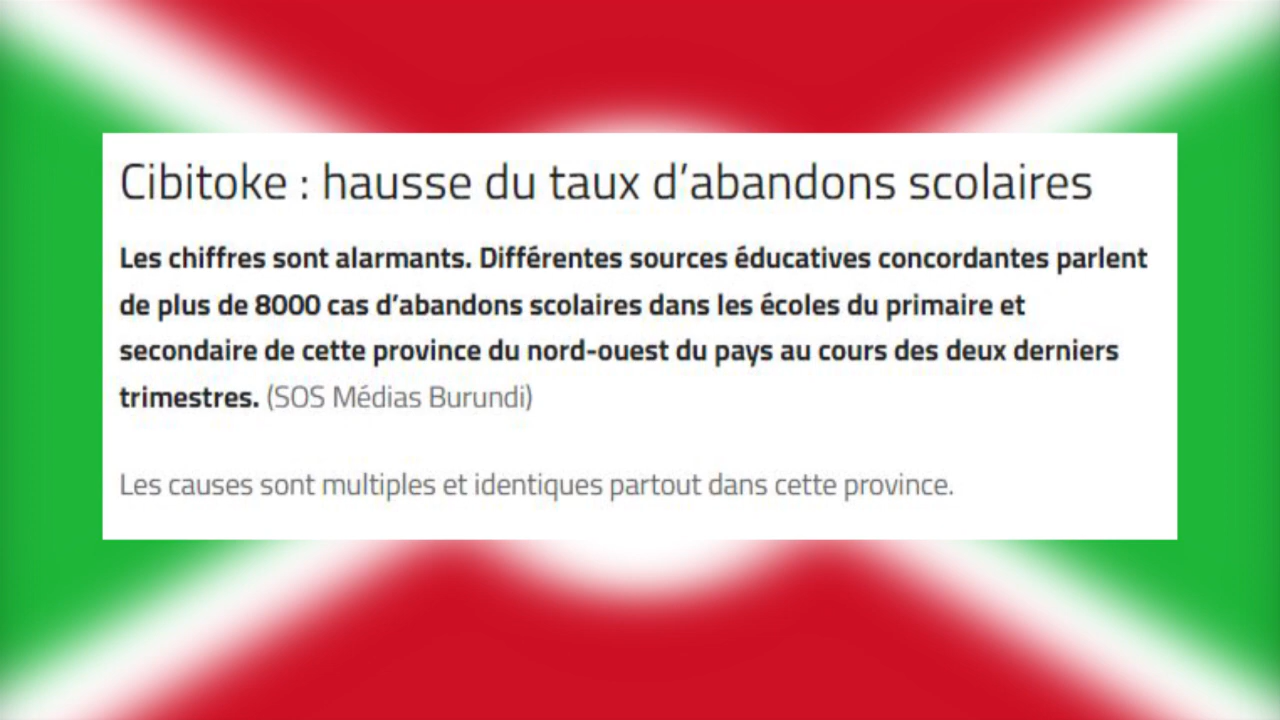 Cibitoke : hausse du taux d’abandons scolaires
Les chiffres sont alarmants. Différentes sources éducatives concordantes parlent
de plus de 8000 cas d’abandons scolaires dans les écoles du primaire et
secondaire de cette province du nord-ouest du pays au cours des deux derniers
trimestres. (SOS Médias Burundi)
Les causes sont multiples et identiques partout dans cette province.